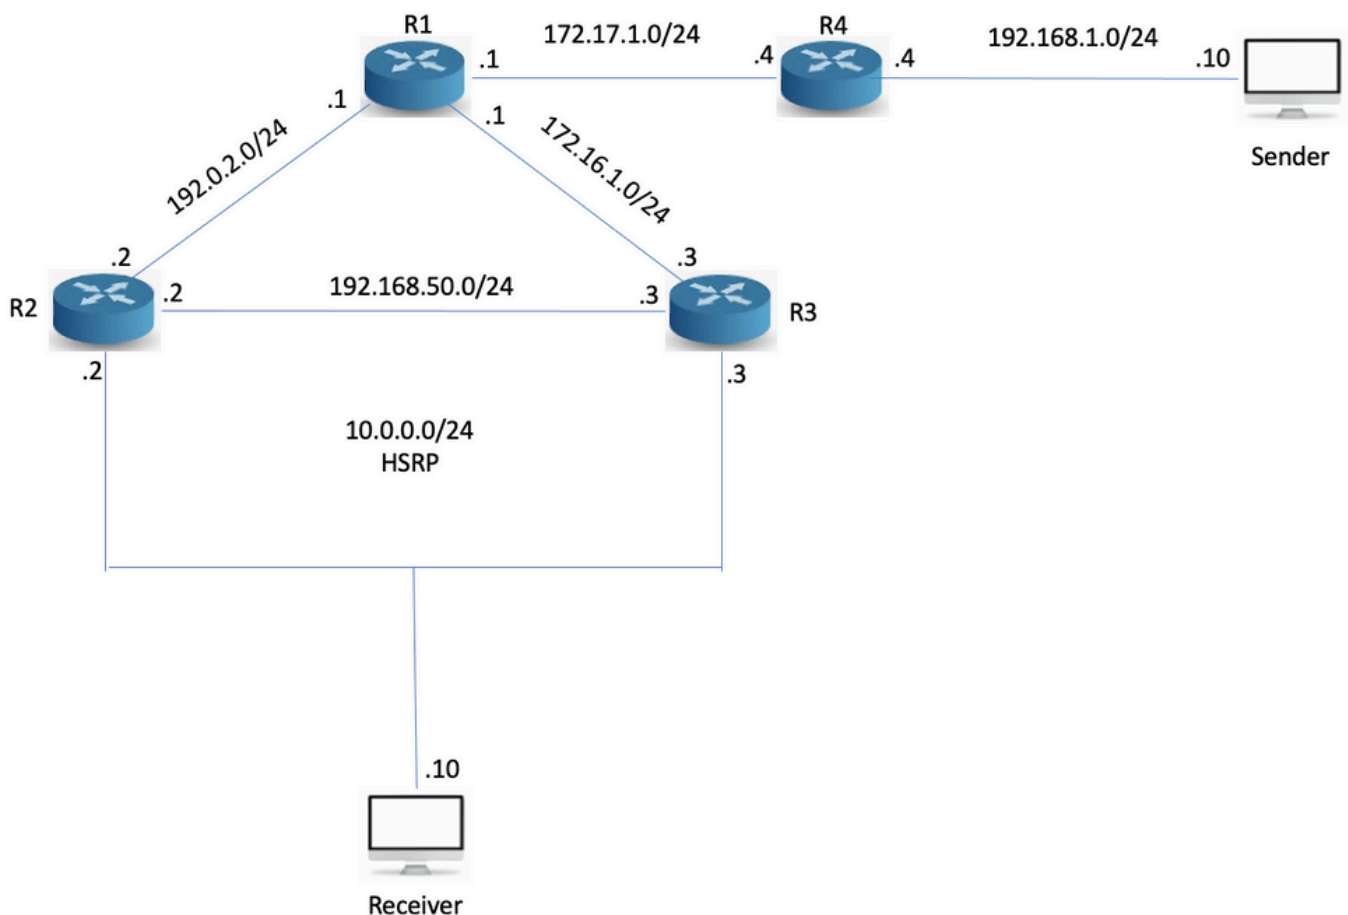 R1
172.17.1.0/24
R4
192.168.1.0/24
.1
.4
.4
.10
.1
.1
192.0.2.0/24
172.16.1.0/24
Sender
.2
.3
R2
.2
192.168.50.0/24
.3
R3
.2
.3
10.0.0.0/24
HSRP
.10
Receiver